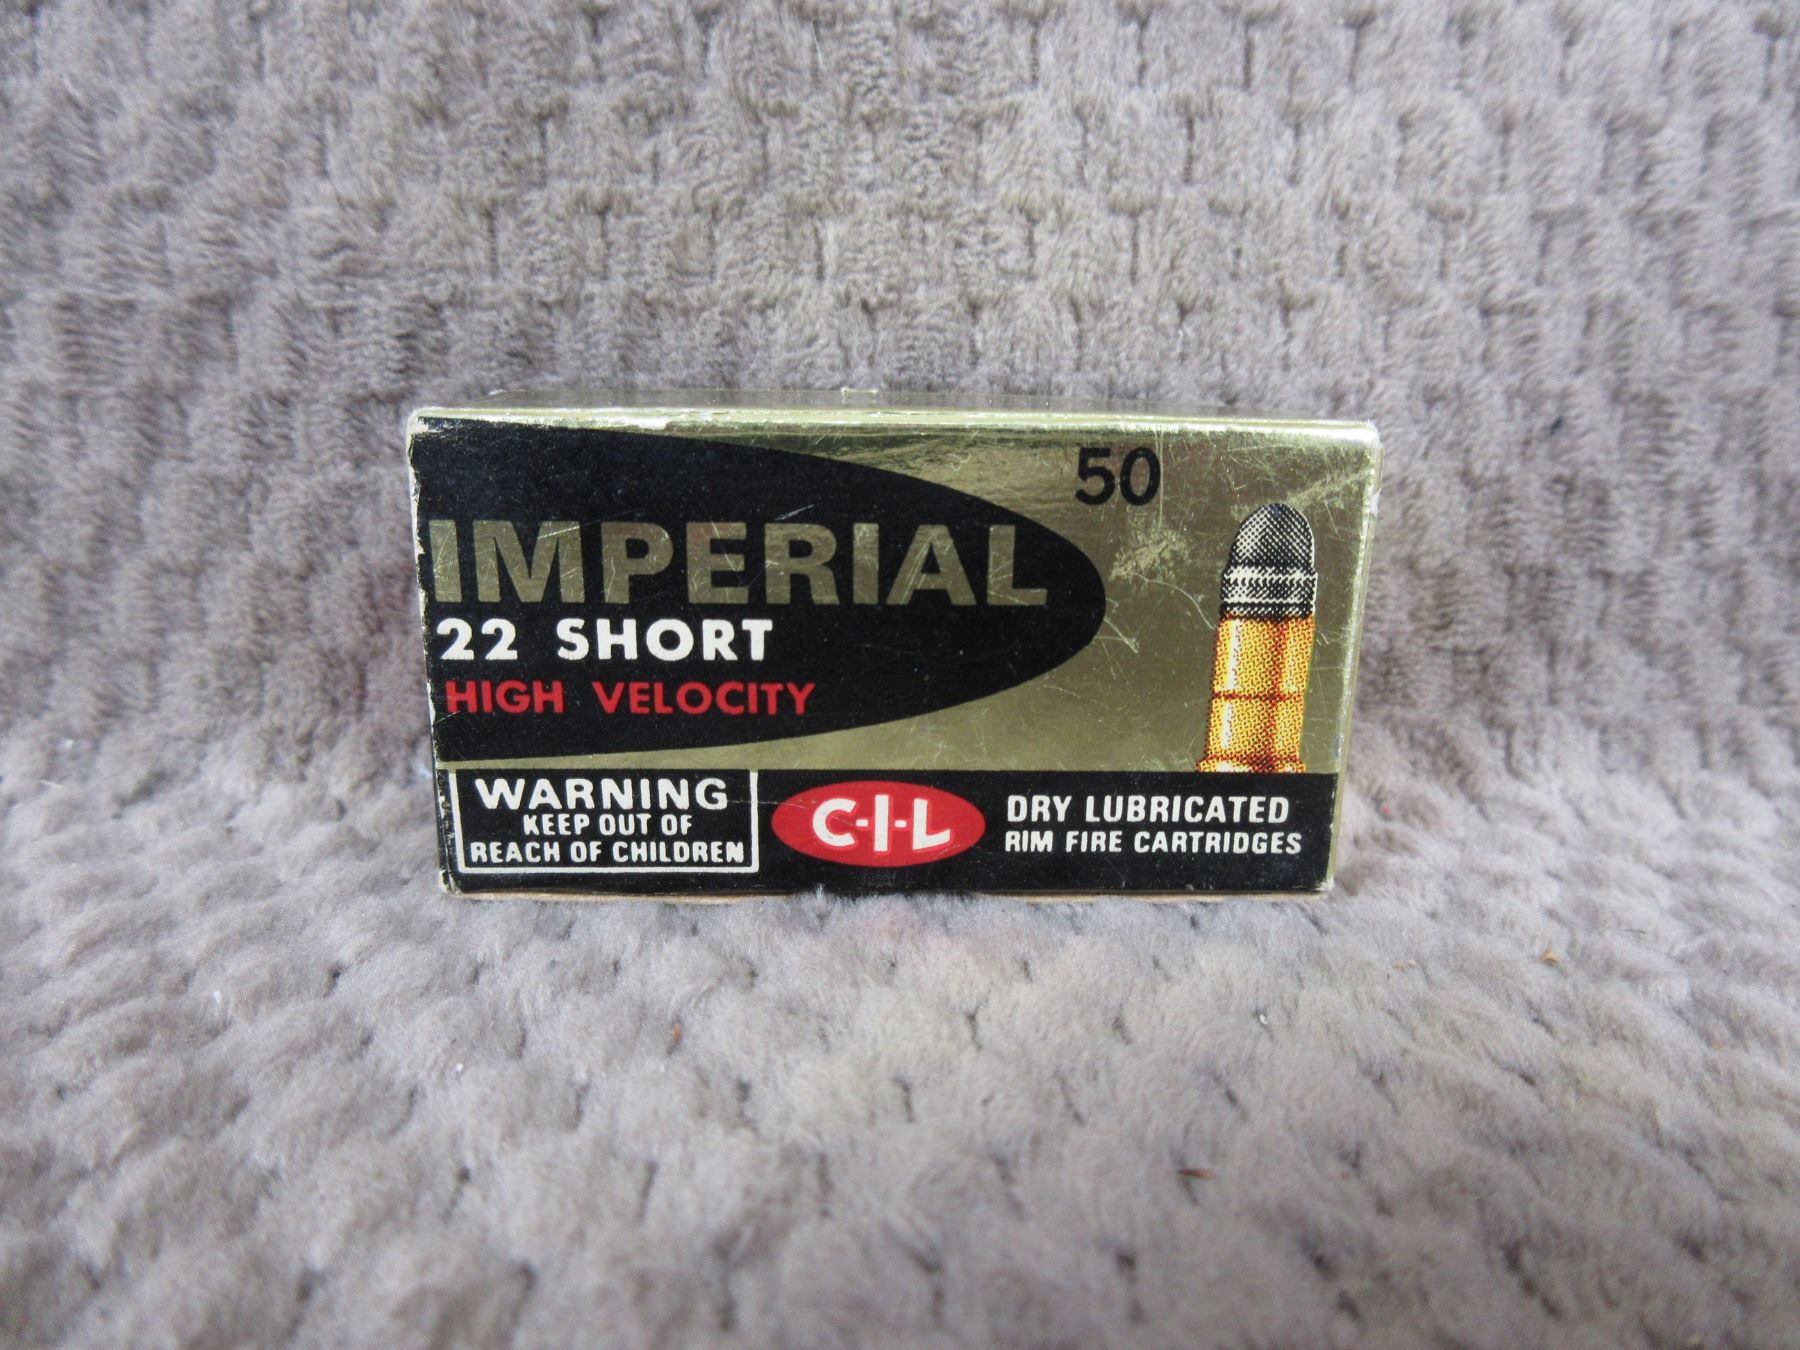 50
IMPERIAL
22 SHORT
HIGH VELOCITY
WARNING
KEEP OUT OF
REACH OF CHILDREN
C-I-L
DRY LUBRICATED
RIM FIRE CARTRIDGES